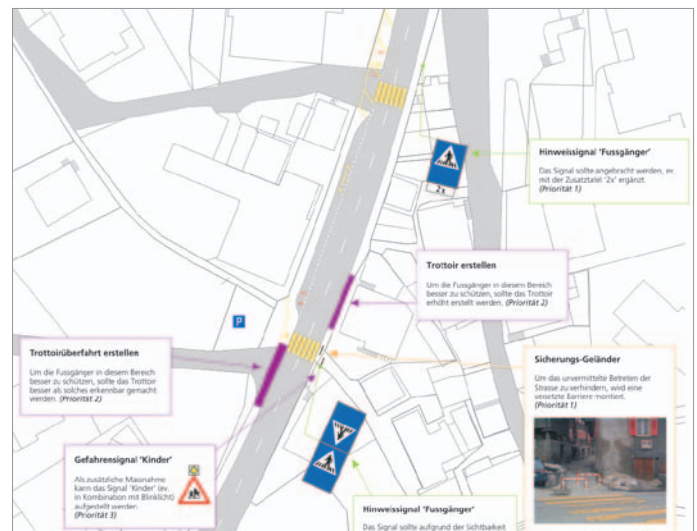 Hinweissignal 'Fussgänger'
Das Signal sollte angebracht werden, ev.
mit der Zusatztafel '2x' ergänzt.
(Priorität 1)
2x
Trottoir erstellen
Um die Fussgänger in diesem Bereich
besser zu schützen, sollte das Trottoir
erhöht erstellt werden. (Priorität 2)
P
Trottoirüberfahrt erstellen
Um die Fussgänger in diesem Bereich
besser zu schützen, sollte das Trottoir
besser als solches erkennbar gemacht
werden. (Priorität 2)
Sicherungs-Geländer
Um das unvermittelte Betreten der
Strasse zu verhindern, wird eine
versetzte Barriere montiert.
(Priorität 1)
Gefahrensignal 'Kinder'
Als zusätzliche Massnahme
kann das Signal 'Kinder' (ev.
in Kombination mit Blinklicht)
aufgestellt werden.
(Priorität 3)
Hinweissignal 'Fussgänger'
Das Signal sollte aufgrund der Sichtbarkeit